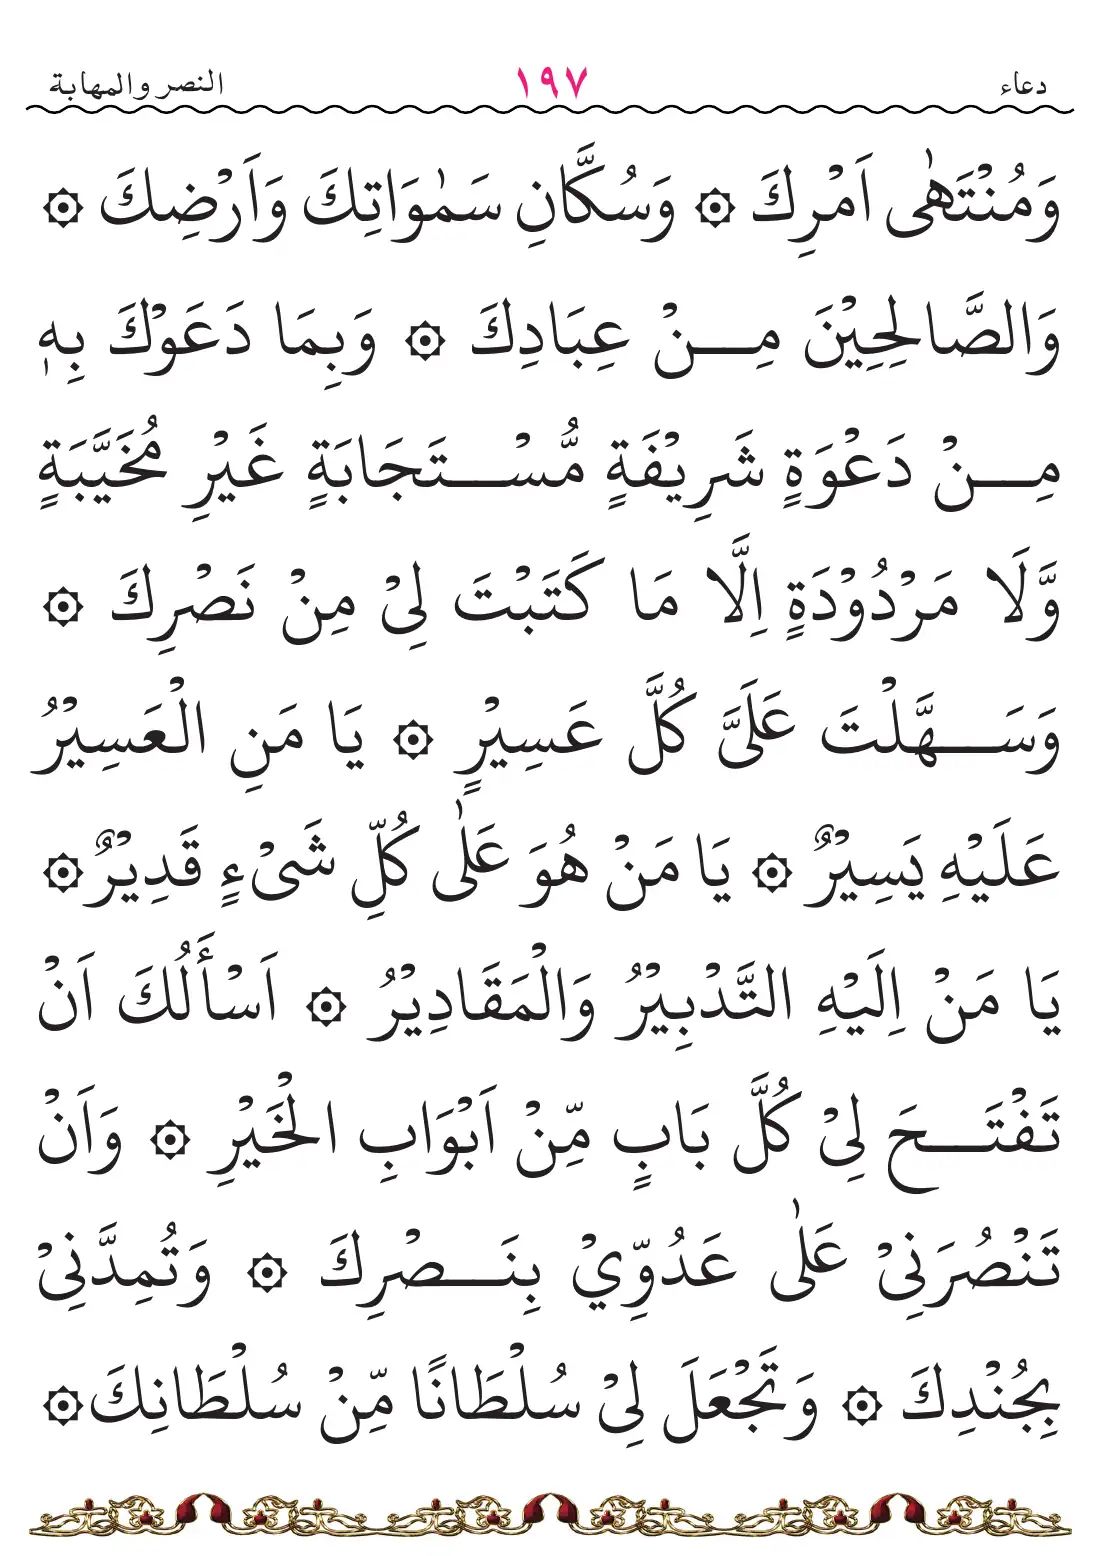 دعاء ١٩٧ النصر والمهابة
وَمُنْتَهٰى اَمْرِكَ ۞ وَسُكَّانِ سَمٰوَاتِكَ وَاَرْضِكَ ۞
وَالصَّالِحِيْنَ مِنْ عِبَادِكَ ۞ وَبِمَا دَعَوْكَ بِهٖ
مِنْ دَعْوَةٍ شَرِيْفَةٍ مُّسْتَجَابَةٍ غَيْرِ مُخَيَّبَةٍ
وَّلَا مَرْدُوْدَةٍ اِلَّا مَا كَتَبْتَ لِيْ مِنْ نَصْرِكَ ۞
وَسَهَّلْتَ عَلَيَّ كُلَّ عَسِيْرٍ ۞ يَا مَنِ الْعَسِيْرُ
عَلَيْهِ يَسِيْرٌ ۞ يَا مَنْ هُوَ عَلٰى كُلِّ شَىْءٍ قَدِيْرٌ ۞
يَا مَنْ اِلَيْهِ التَّدْبِيْرُ وَالْمَقَادِيْرُ ۞ اَسْأَلُكَ اَنْ
تَفْتَحَ لِىْ كُلَّ بَابٍ مِّنْ اَبْوَابِ الْخَيْرِ ۞ وَاَنْ
تَنْصُرَنِىْ عَلٰى عَدُوِّيْ بِنَصْرِكَ ۞ وَتُمِدَّنِىْ
بِجُنْدِكَ ۞ وَتَجْعَلَ لِىْ سُلْطَانًا مِّنْ سُلْطَانِكَ ۞